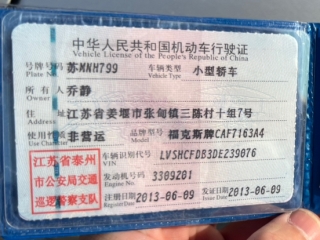 中华人民共和国机动车行驶证
Vehicle License of the People's Republic of China
号牌号码 苏MNH799 车辆类型 小型轿车
Plate No. Vehicle Type
所有人 乔静
Owner
住址 江苏省姜堰市张甸镇三陈村十组7号
Address
使用性质 非营运 品牌型号 福克斯牌CAF7163A4
Use Character Model
江苏省泰州
市公安局交通
巡逻警察支队
车辆识别代号 LVSHCFDB3DE239076
VIN
发动机号码 3309201
Engine No.
注册日期 2013-06-09 发证日期 2013-06-09
Register Date Issue Date